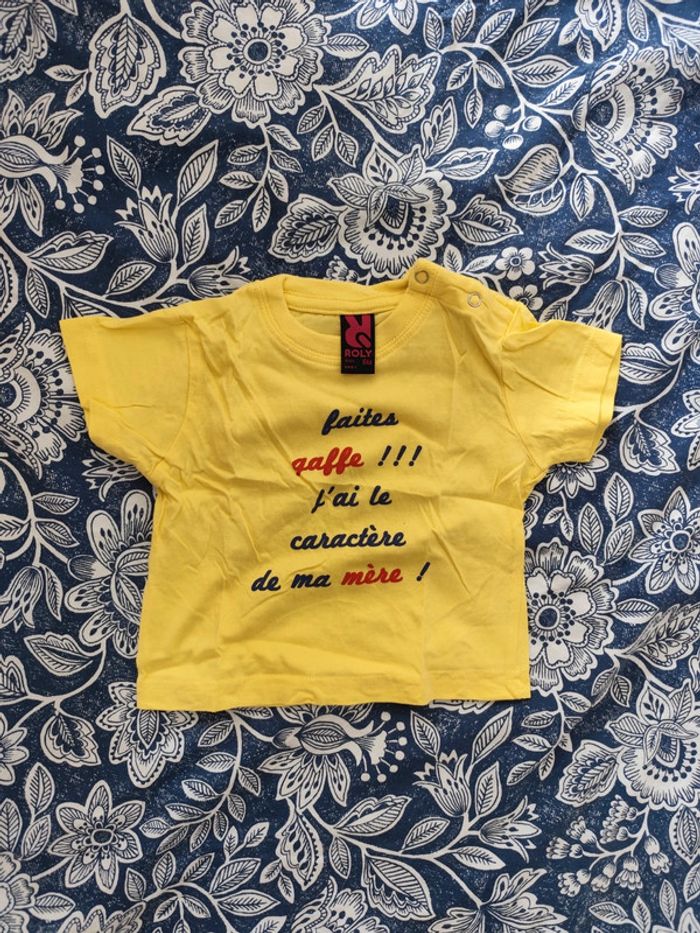 ROLY
faites
gaffe !!!
j'ai le
caractère
de ma mère !